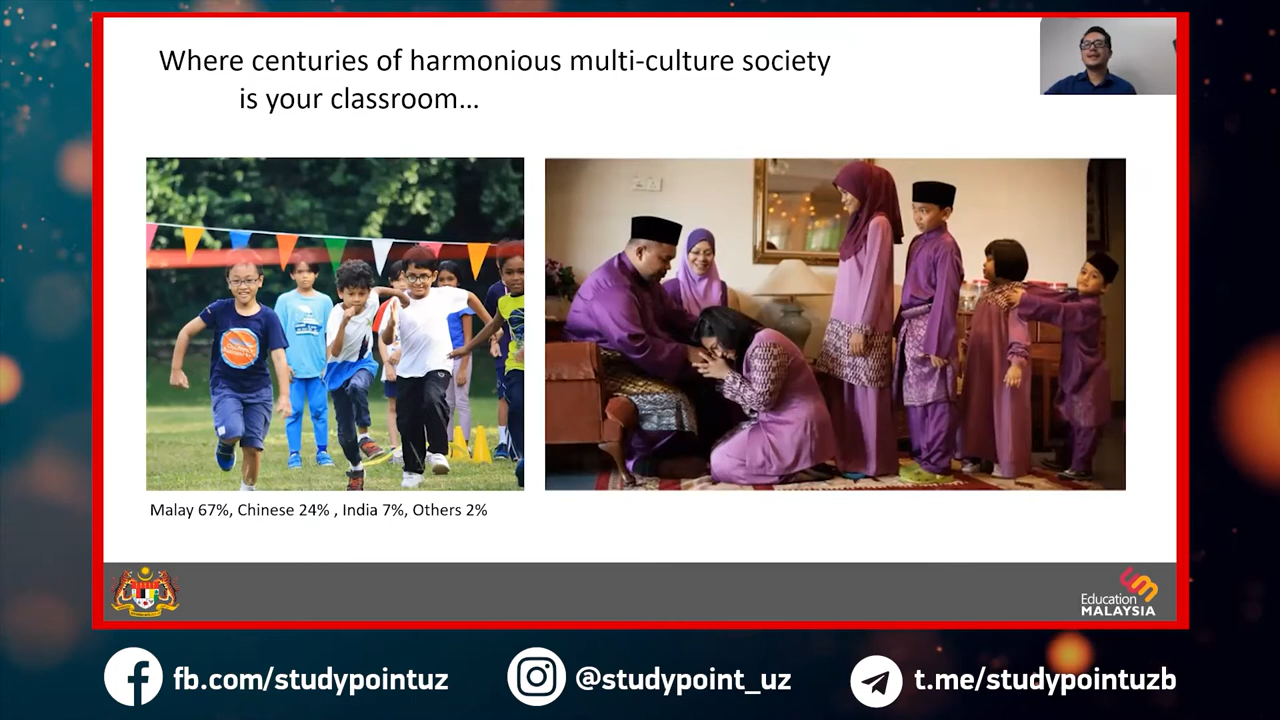 Where centuries of harmonious multi-culture society
is your classroom...
Malay 67%, Chinese 24% , India 7%, Others 2%
Education
MALAYSIA
fb.com/studypointuz
@studypoint_uz
t.me/studypointuzb